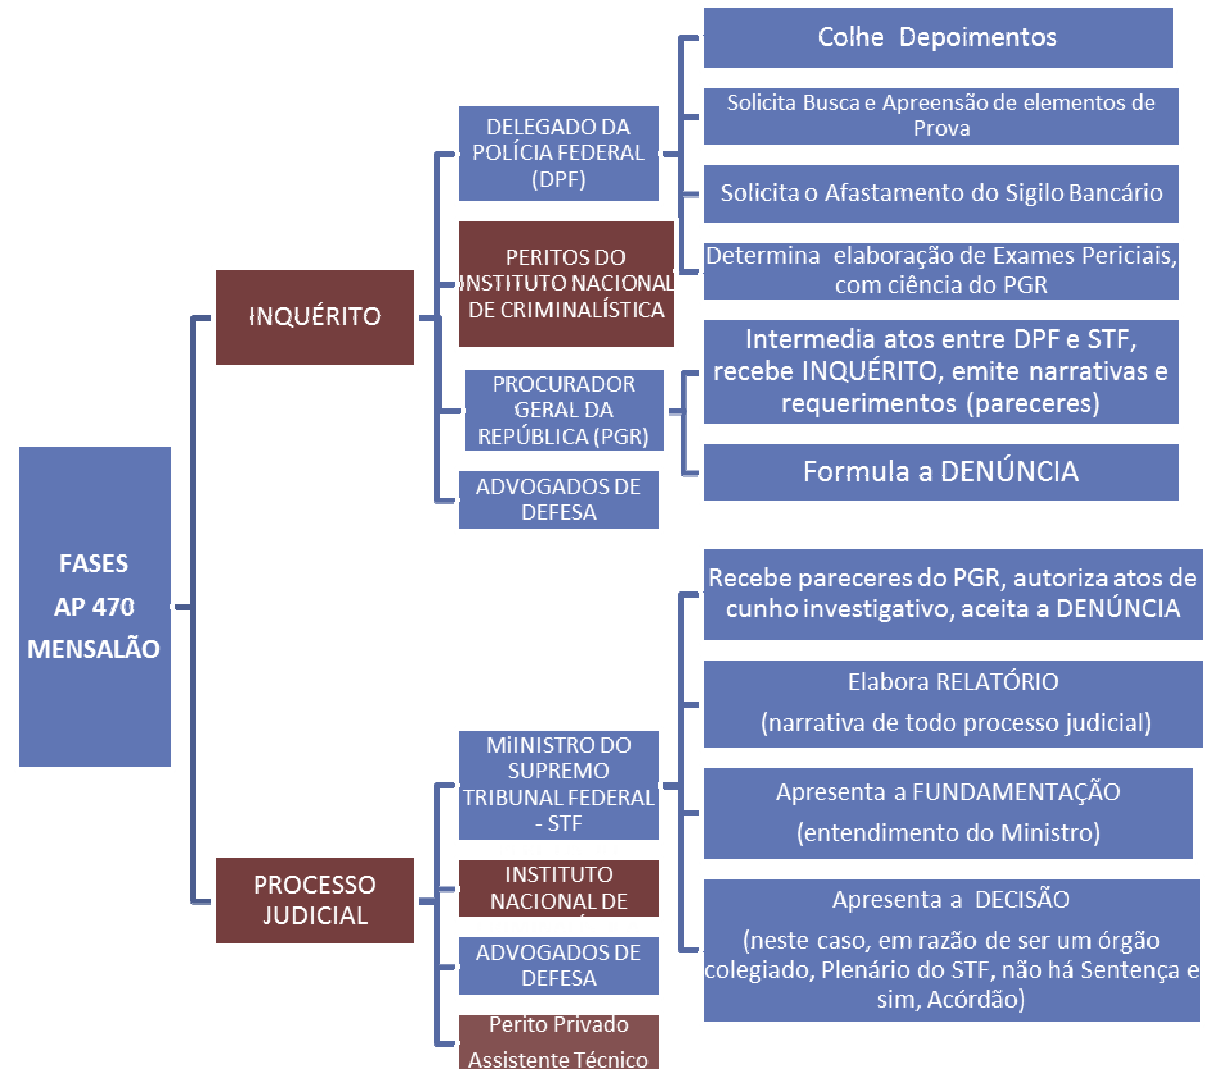 FASES
AP 470
MENSALÃO
INQUÉRITO
DELEGADO DA
POLÍCIA FEDERAL
(DPF)
Colhe Depoimentos
Solicita Busca e Apreensão de elementos de
Prova
Solicita o Afastamento do Sigilo Bancário
Determina elaboração de Exames Periciais,
com ciência do PGR
PERITOS DO
INSTITUTO NACIONAL
DE CRIMINALÍSTICA
PROCURADOR
GERAL DA
REPÚBLICA (PGR)
Intermedia atos entre DPF e STF,
recebe INQUÉRITO, emite narrativas e
requerimentos (pareceres)
Formula a DENÚNCIA
ADVOGADOS DE
DEFESA
PROCESSO
JUDICIAL
MiINISTRO DO
SUPREMO
TRIBUNAL FEDERAL
- STF
Recebe pareceres do PGR, autoriza atos de
cunho investigativo, aceita a DENÚNCIA
Elabora RELATÓRIO
(narrativa de todo processo judicial)
Apresenta a FUNDAMENTAÇÃO
(entendimento do Ministro)
Apresenta a DECISÃO
(neste caso, em razão de ser um órgão
colegiado, Plenário do STF, não há Sentença e
sim, Acórdão)
INSTITUTO
NACIONAL DE
ADVOGADOS DE
DEFESA
Perito Privado
Assistente Técnico